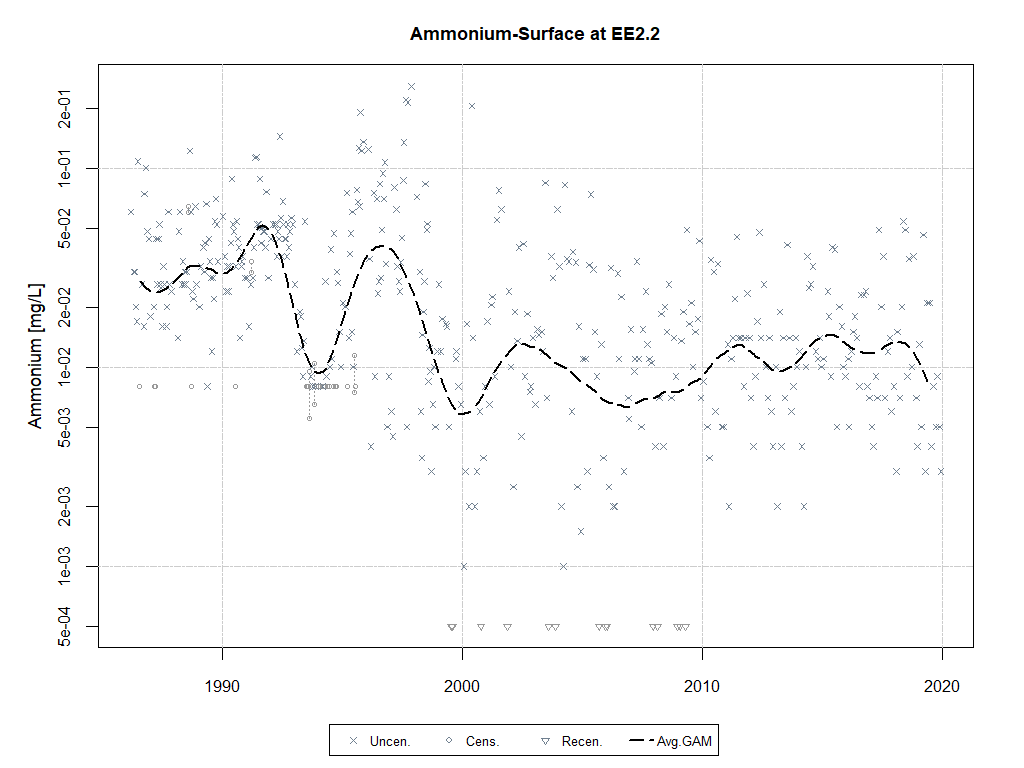 Ammonium-Surface at EE2.2
Ammonium [mg/L]
2e-01
1e-01
5e-02
2e-02
1e-02
5e-03
2e-03
1e-03
5e-04
1990 2000 2010 2020
Uncen. Cens. Recen. Avg.GAM